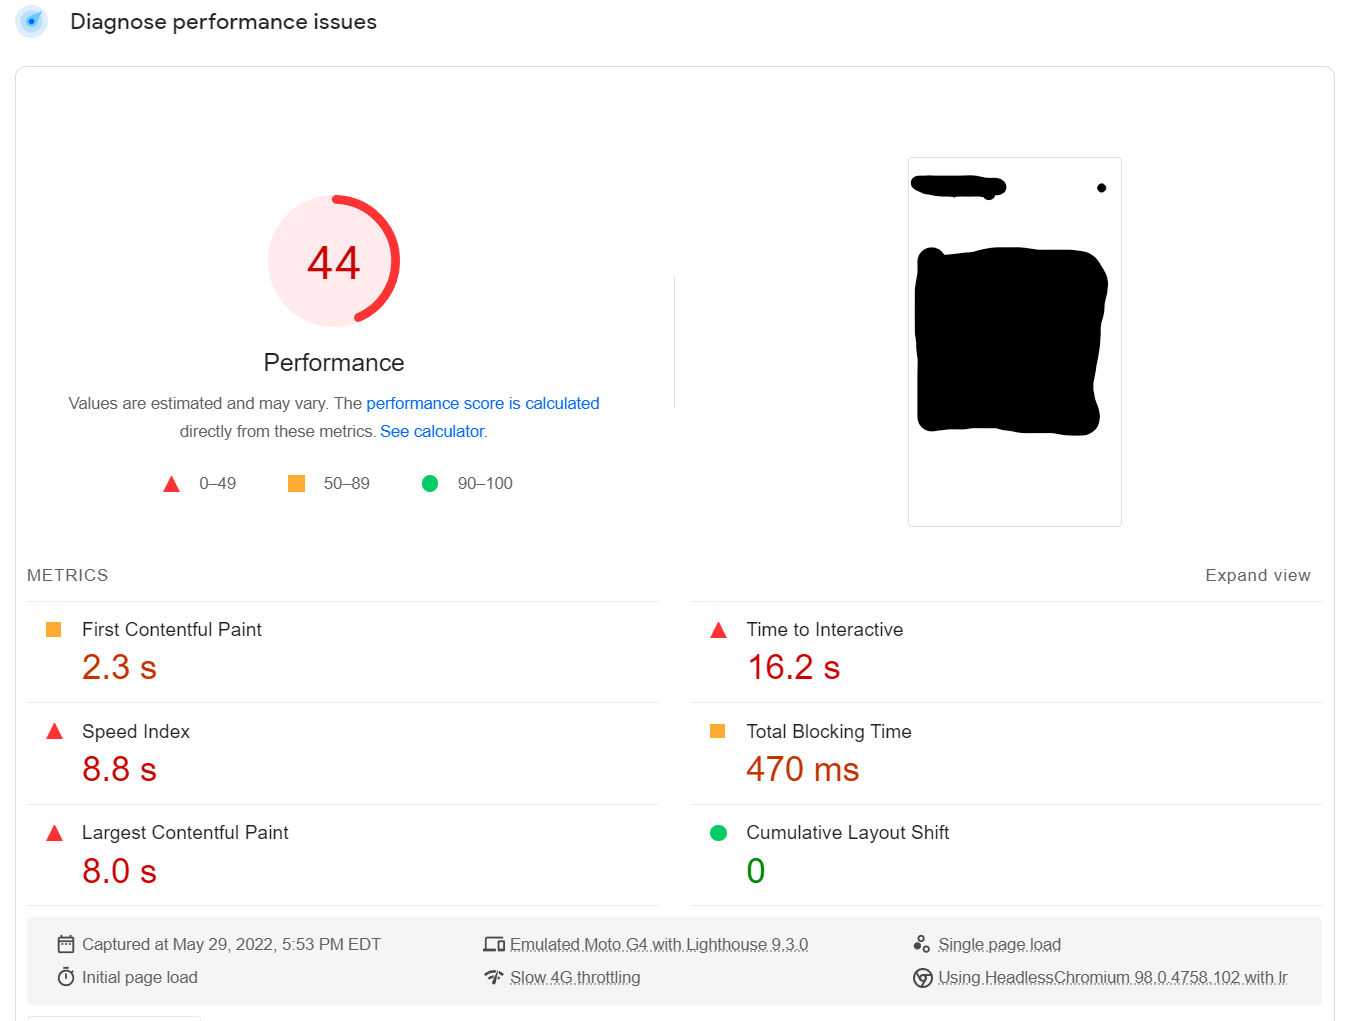 Diagnose performance issues
44
Performance
Values are estimated and may vary. The performance score is calculated
directly from these metrics. See calculator.
0–49 50–89 90–100
METRICS
Expand view
First Contentful Paint
2.3 s
Time to Interactive
16.2 s
Speed Index
8.8 s
Total Blocking Time
470 ms
Largest Contentful Paint
8.0 s
Cumulative Layout Shift
0
Captured at May 29, 2022, 5:53 PM EDT
Emulated Moto G4 with Lighthouse 9.3.0
Single page load
Initial page load
Slow 4G throttling
Using HeadlessChromium 98.0.4758.102 with lr